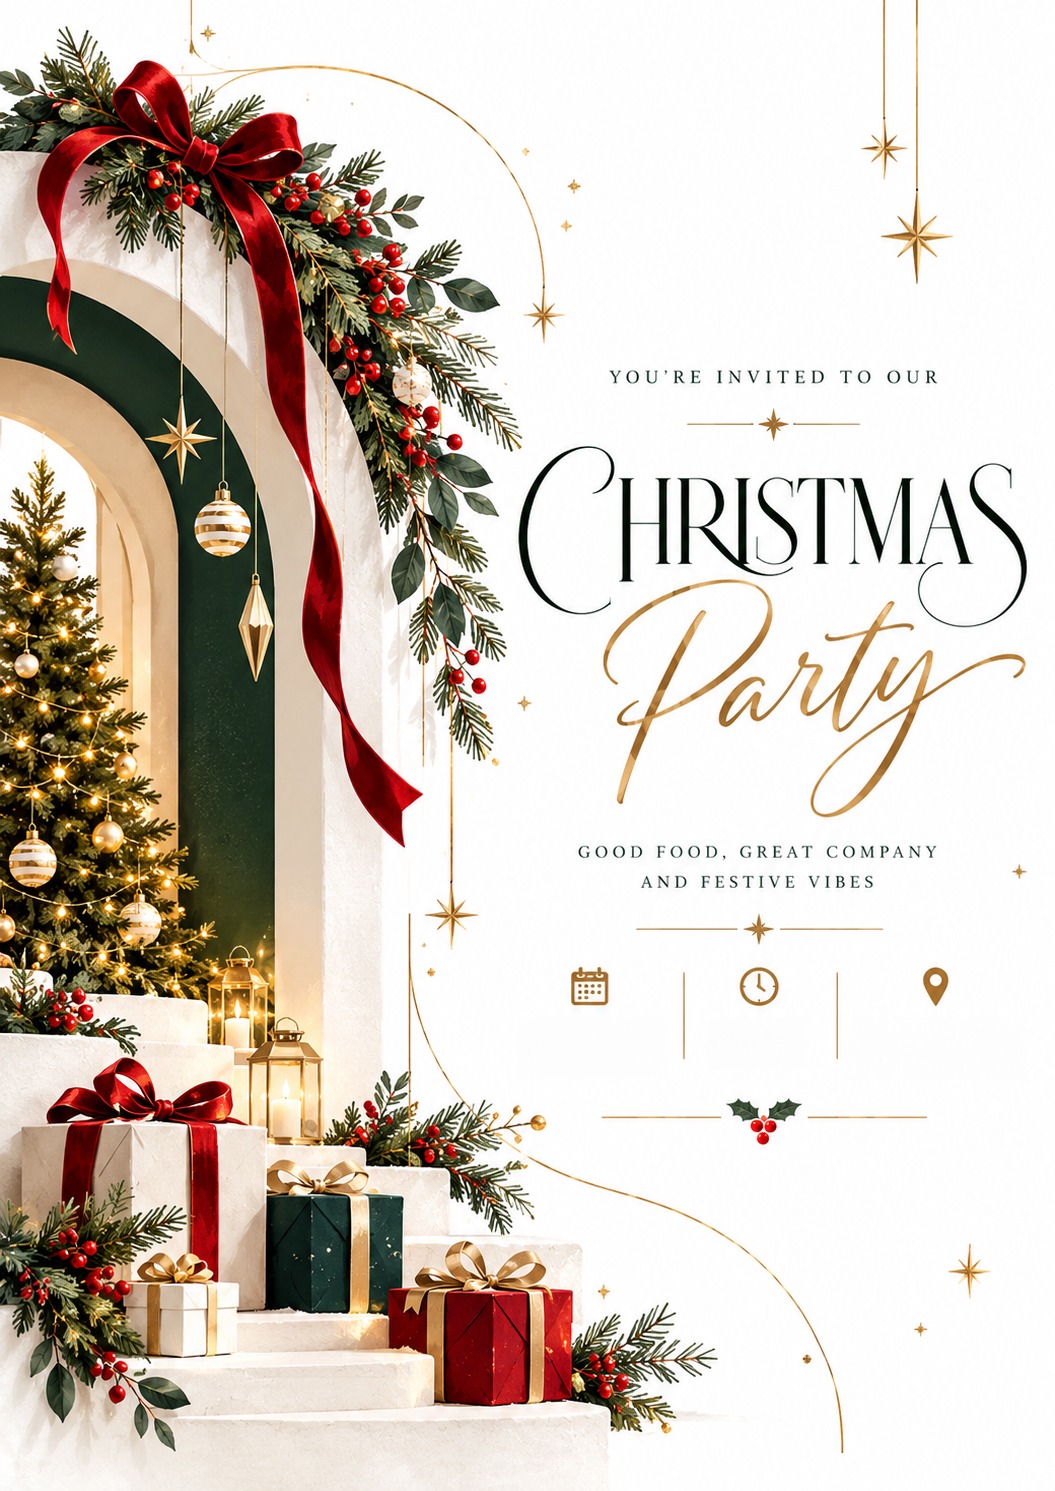 YOU'RE INVITED TO OUR
CHRISTMAS
Party
GOOD FOOD, GREAT COMPANY
AND FESTIVE VIBES